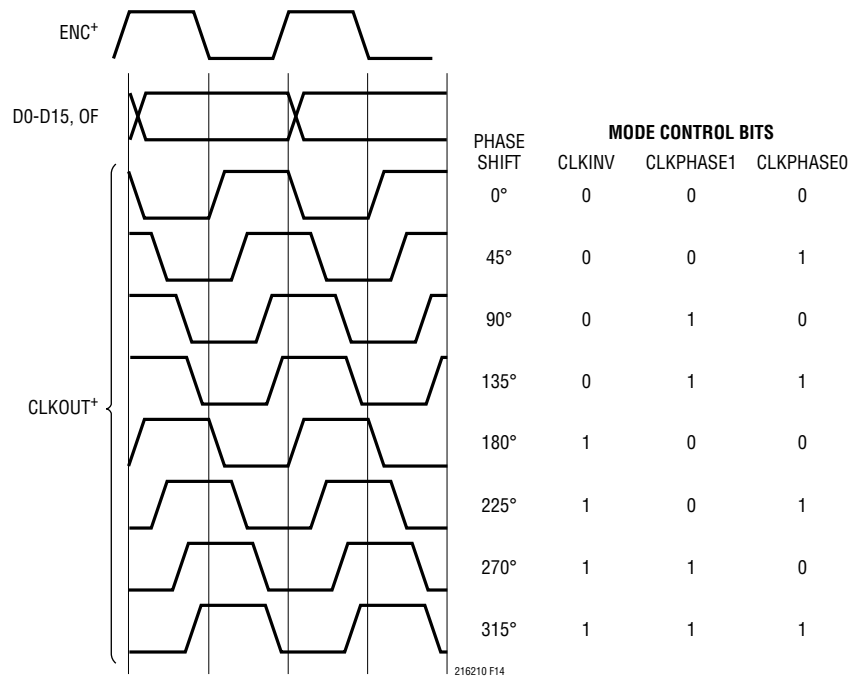 ENC+
D0-D15, OF
CLKOUT+
MODE CONTROL BITS
PHASE SHIFT CLKINV CLKPHASE1 CLKPHASE0
0° 0 0 0
45° 0 0 1
90° 0 1 0
135° 0 1 1
180° 1 0 0
225° 1 0 1
270° 1 1 0
315° 1 1 1
216210 F14